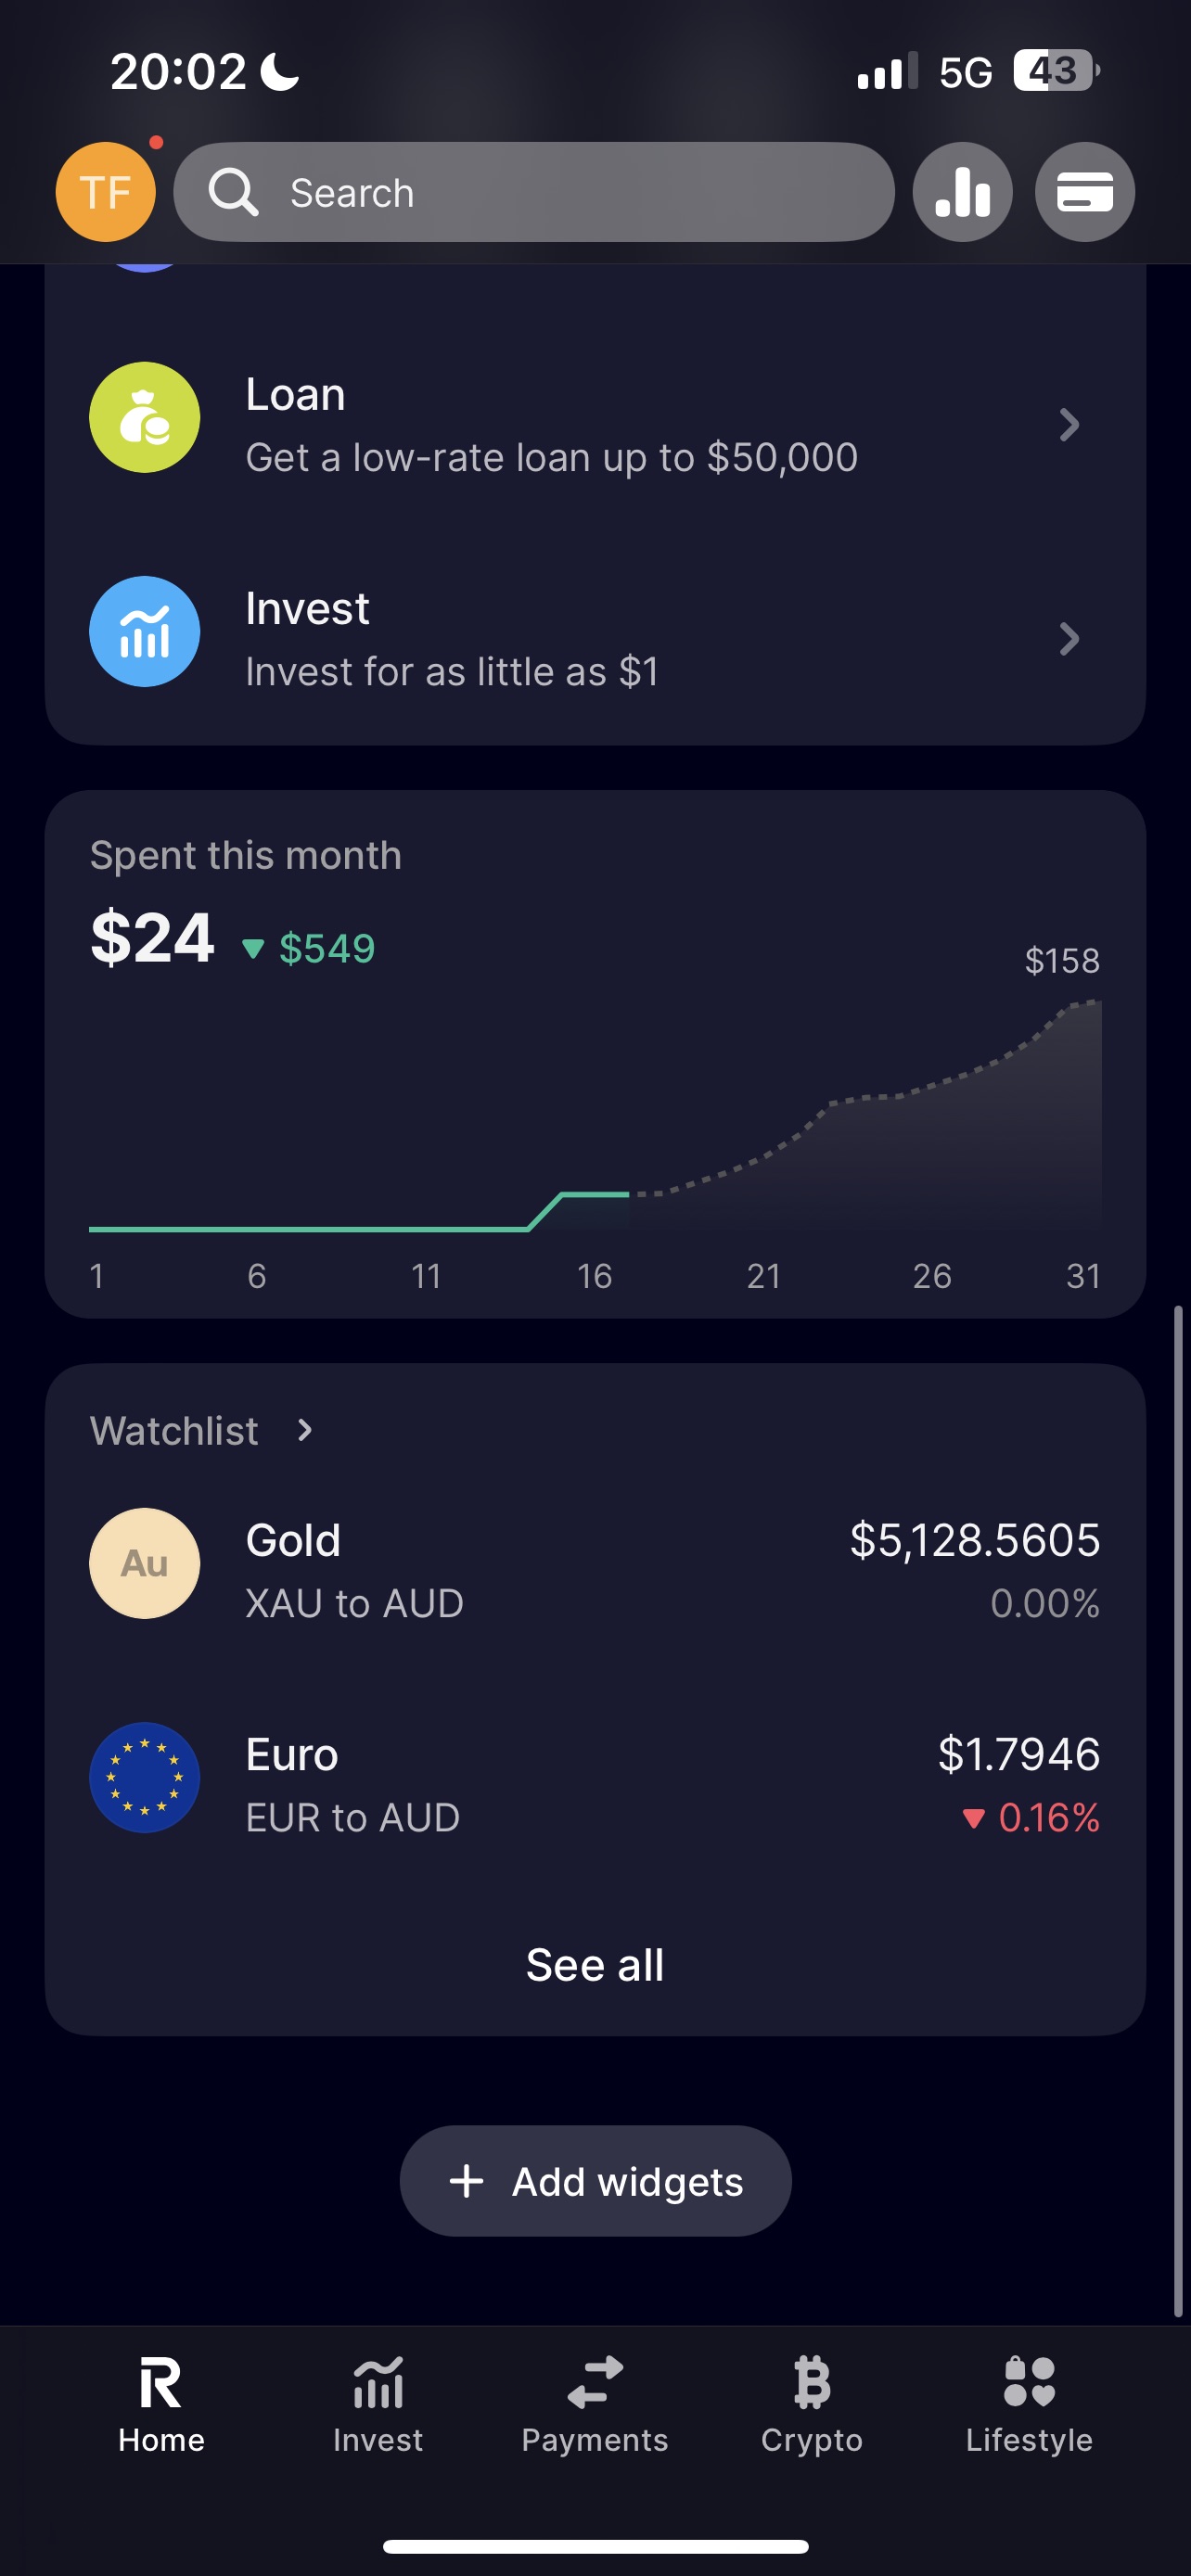 20:02
5G
43
TF
Search
Loan
Get a low-rate loan up to $50,000
Invest
Invest for as little as $1
Spent this month
$24 ▼ $549
$158
1 6 11 16 21 26 31
Watchlist >
Au
Gold
$5,128.5605
XAU to AUD
0.00%
Euro
$1.7946
EUR to AUD
▼ 0.16%
See all
+ Add widgets
Home Invest Payments Crypto Lifestyle